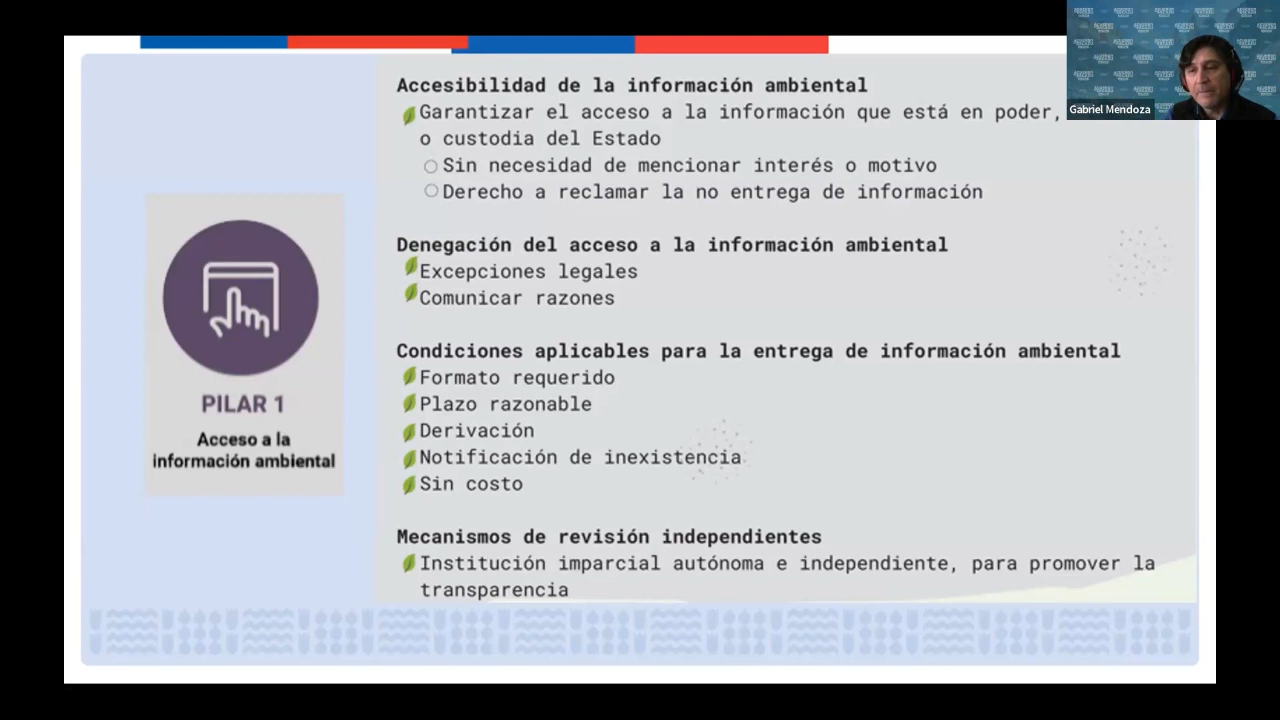 Accesibilidad de la información ambiental
Garantizar el acceso a la información que está en poder,
o custodia del Estado
Sin necesidad de mencionar interés o motivo
Derecho a reclamar la no entrega de información
Denegación del acceso a la información ambiental
Excepciones legales
Comunicar razones
Condiciones aplicables para la entrega de información ambiental
Formato requerido
Plazo razonable
Derivación
Notificación de inexistencia
Sin costo
Mecanismos de revisión independientes
Institución imparcial autónoma e independiente, para promover la
transparencia
PILAR 1
Acceso a la
información ambiental
Gabriel Mendoza